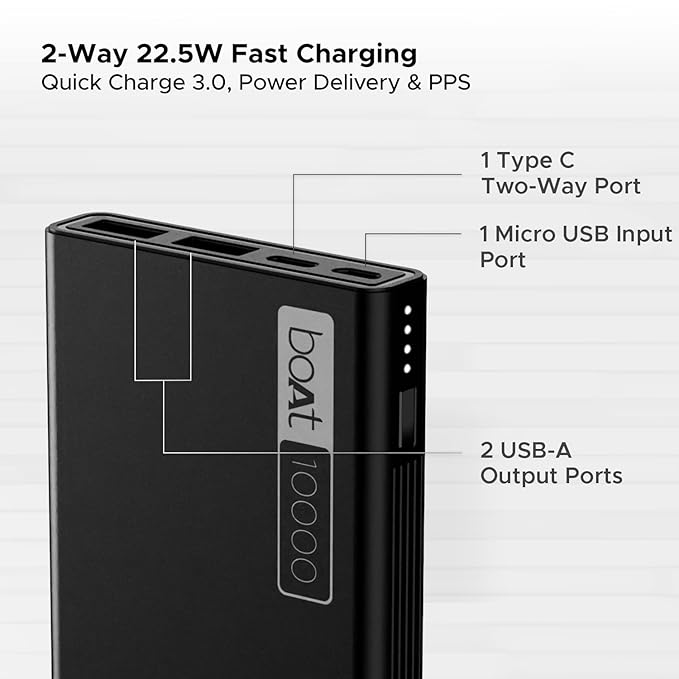 2-Way 22.5W Fast Charging
Quick Charge 3.0, Power Delivery & PPS
1 Type C
Two-Way Port
1 Micro USB Input
Port
boAt
10000
2 USB-A
Output Ports